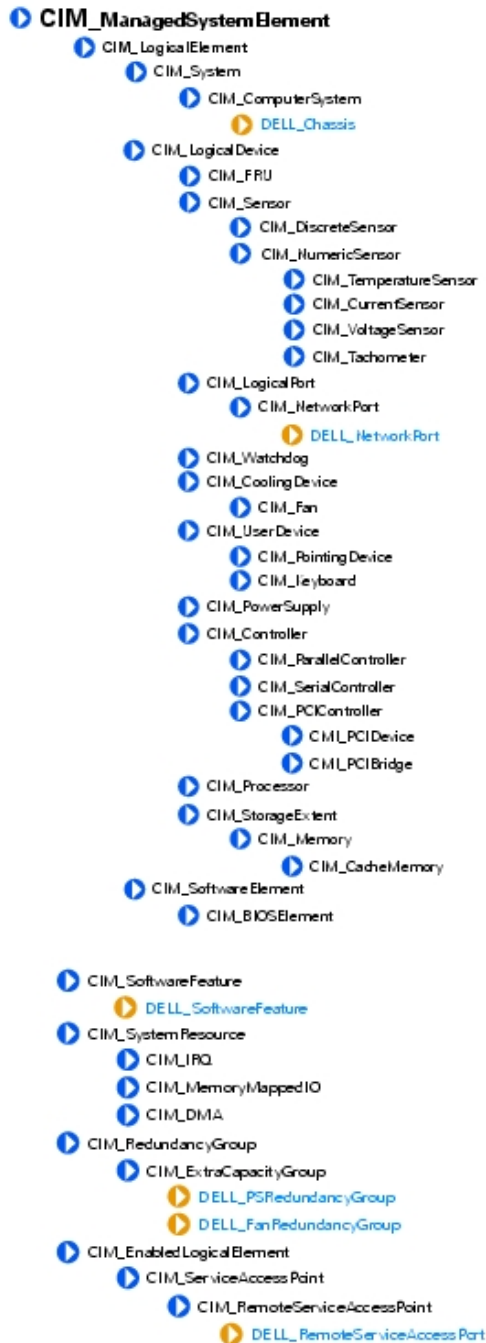 CIM_ManagedSystemElement
CIM_LogicalElement
CIM_System
CIM_ComputerSystem
DELL_Chassis
CIM_LogicalDevice
CIM_FRU
CIM_Sensor
CIM_DiscreteSensor
CIM_NumericSensor
CIM_TemperatureSensor
CIM_CurrentSensor
CIM_VoltageSensor
CIM_Tachometer
CIM_LogicalPort
CIM_NetworkPort
DELL_NetworkPort
CIM_Watchdog
CIM_CoolingDevice
CIM_Fan
CIM_UserDevice
CIM_PointingDevice
CIM_Keyboard
CIM_PowerSupply
CIM_Controller
CIM_ParallelController
CIM_SerialController
CIM_PCIController
CMI_PCIDevice
CMI_PCIBridge
CIM_Processor
CIM_StorageExtent
CIM_Memory
CIM_CacheMemory
CIM_SoftwareElement
CIM_BIOSElement
CIM_SoftwareFeature
DELL_SoftwareFeature
CIM_SystemResource
CIM_IRQ
CIM_MemoryMappedIO
CIM_DMA
CIM_RedundancyGroup
CIM_ExtraCapacityGroup
DELL_PSRedundancyGroup
DELL_FanRedundancyGroup
CIM_EnabledLogicalElement
CIM_ServiceAccessPoint
CIM_RemoteServiceAccessPoint
DELL_RemoteServiceAccessPort